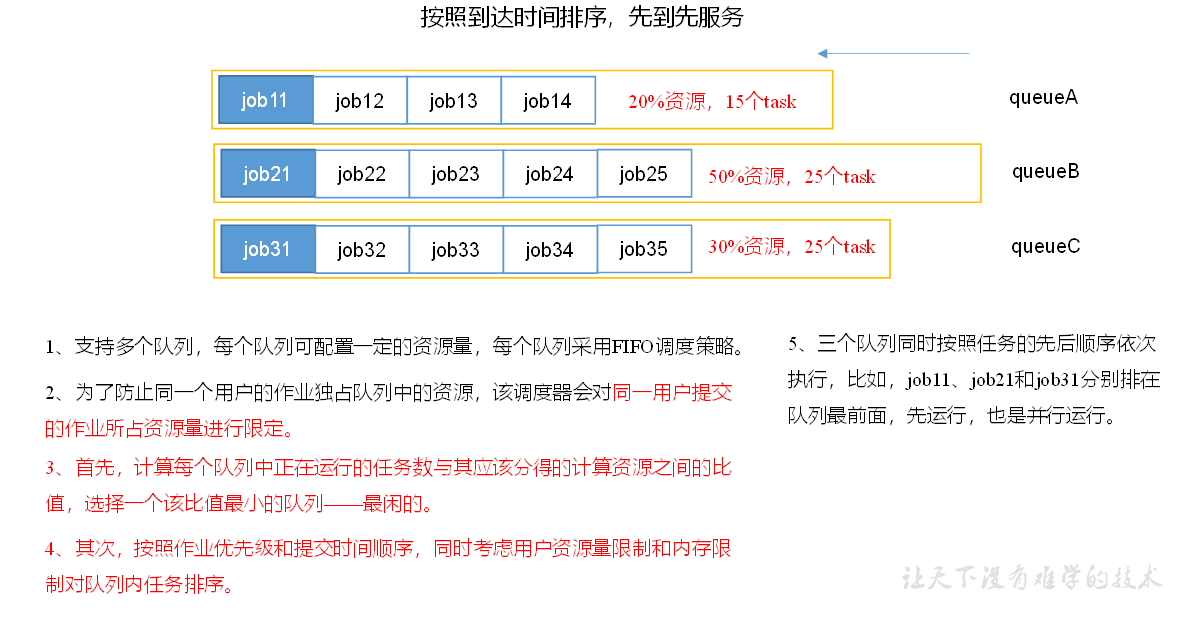 按照到达时间排序，先到先服务
job11 job12 job13 job14 20%资源，15个task queueA
job21 job22 job23 job24 job25 50%资源，25个task queueB
job31 job32 job33 job34 job35 30%资源，25个task queueC
1、支持多个队列，每个队列可配置一定的资源量，每个队列采用FIFO调度策略。
2、为了防止同一个用户的作业独占队列中的资源，该调度器会对同一用户提交
的作业所占资源量进行限定。
3、首先，计算每个队列中正在运行的任务数与其应该分得的计算资源之间的比
值，选择一个该比值最小的队列——最闲的。
4、其次，按照作业优先级和提交时间顺序，同时考虑用户资源量限制和内存限
制对队列内任务排序。
5、三个队列同时按照任务的先后顺序依次
执行，比如，job11、job21和job31分别排在
队列最前面，先运行，也是并行运行。
让天下没有难学的技术